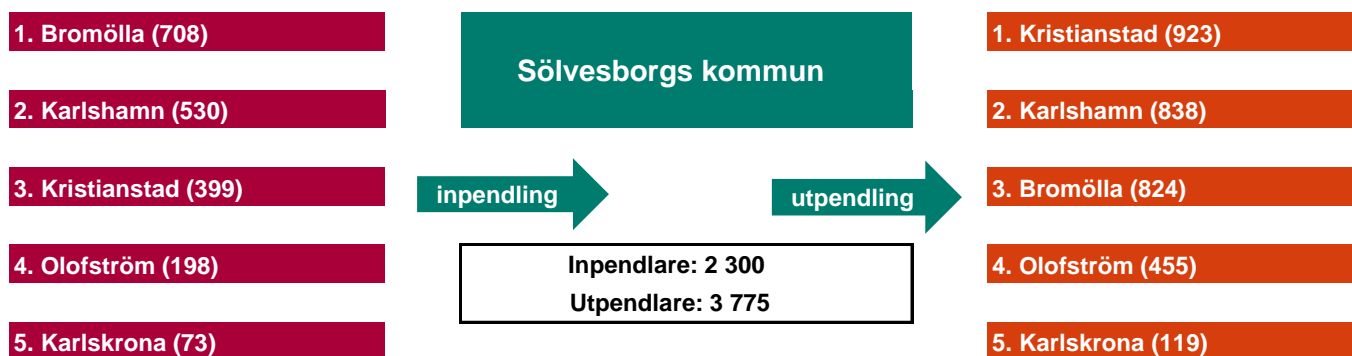 1. Bromölla (708)
2. Karlshamn (530)
3. Kristianstad (399)
4. Olofström (198)
5. Karlskrona (73)
Sölvesborgs kommun
inpendling
utpendling
Inpendlare: 2 300
Utpendlare: 3 775
1. Kristianstad (923)
2. Karlshamn (838)
3. Bromölla (824)
4. Olofström (455)
5. Karlskrona (119)